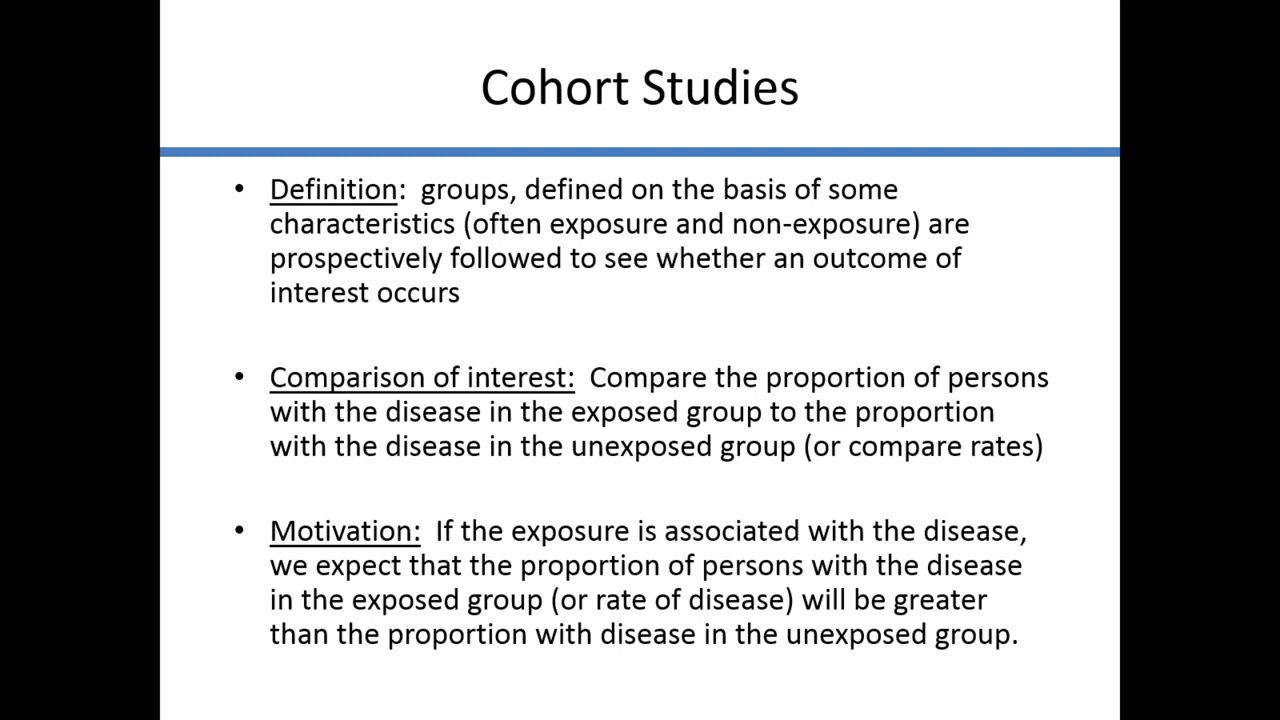 Cohort Studies
• Definition:  groups, defined on the basis of some
characteristics (often exposure and non-exposure) are
prospectively followed to see whether an outcome of
interest occurs
• Comparison of interest:  Compare the proportion of persons
with the disease in the exposed group to the proportion
with the disease in the unexposed group (or compare rates)
• Motivation:  If the exposure is associated with the disease,
we expect that the proportion of persons with the disease
in the exposed group (or rate of disease) will be greater
than the proportion with disease in the unexposed group.